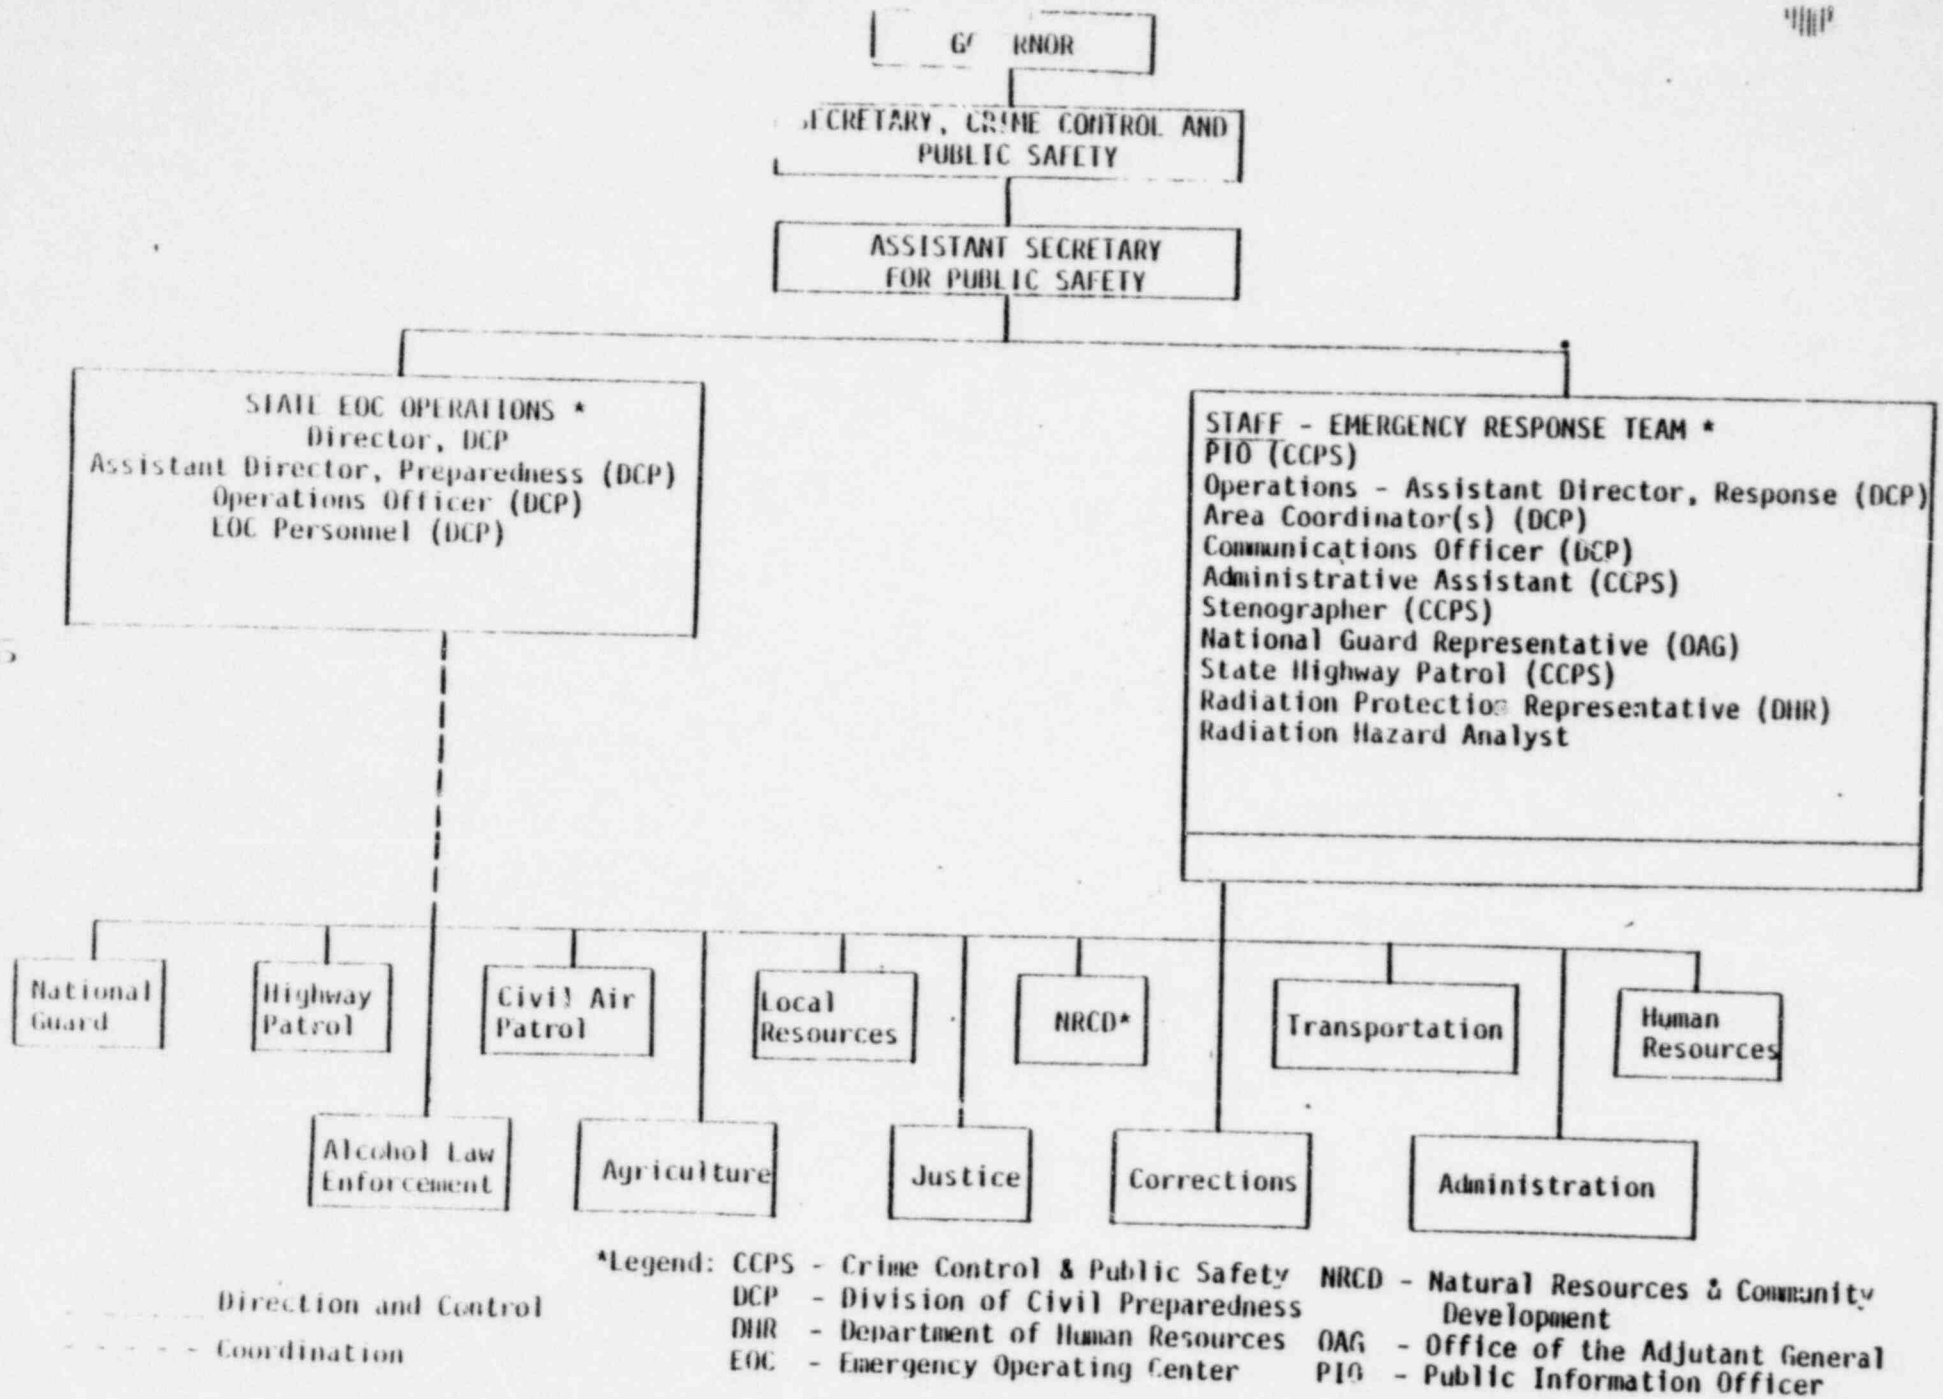 GOVERNOR
SECRETARY, CRIME CONTROL AND
PUBLIC SAFETY
ASSISTANT SECRETARY
FOR PUBLIC SAFETY
STATE EOC OPERATIONS *
Director, DCP
Assistant Director, Preparedness (DCP)
Operations Officer (DCP)
EOC Personnel (DCP)
STAFF - EMERGENCY RESPONSE TEAM *
PIO (CCPS)
Operations - Assistant Director, Response (DCP)
Area Coordinator(s) (DCP)
Communications Officer (DCP)
Administrative Assistant (CCPS)
Stenographer (CCPS)
National Guard Representative (OAG)
State Highway Patrol (CCPS)
Radiation Protection Representative (DHR)
Radiation Hazard Analyst
National
Guard
Highway
Patrol
Civil Air
Patrol
Local
Resources
NRCD*
Transportation
Human
Resources
Alcohol Law
Enforcement
Agriculture
Justice
Corrections
Administration
Direction and Control
Coordination
*Legend: CCPS - Crime Control & Public Safety
DCP - Division of Civil Preparedness
DHR - Department of Human Resources
EOC - Emergency Operating Center
NRCD - Natural Resources & Community
Development
OAG - Office of the Adjutant General
PIO - Public Information Officer